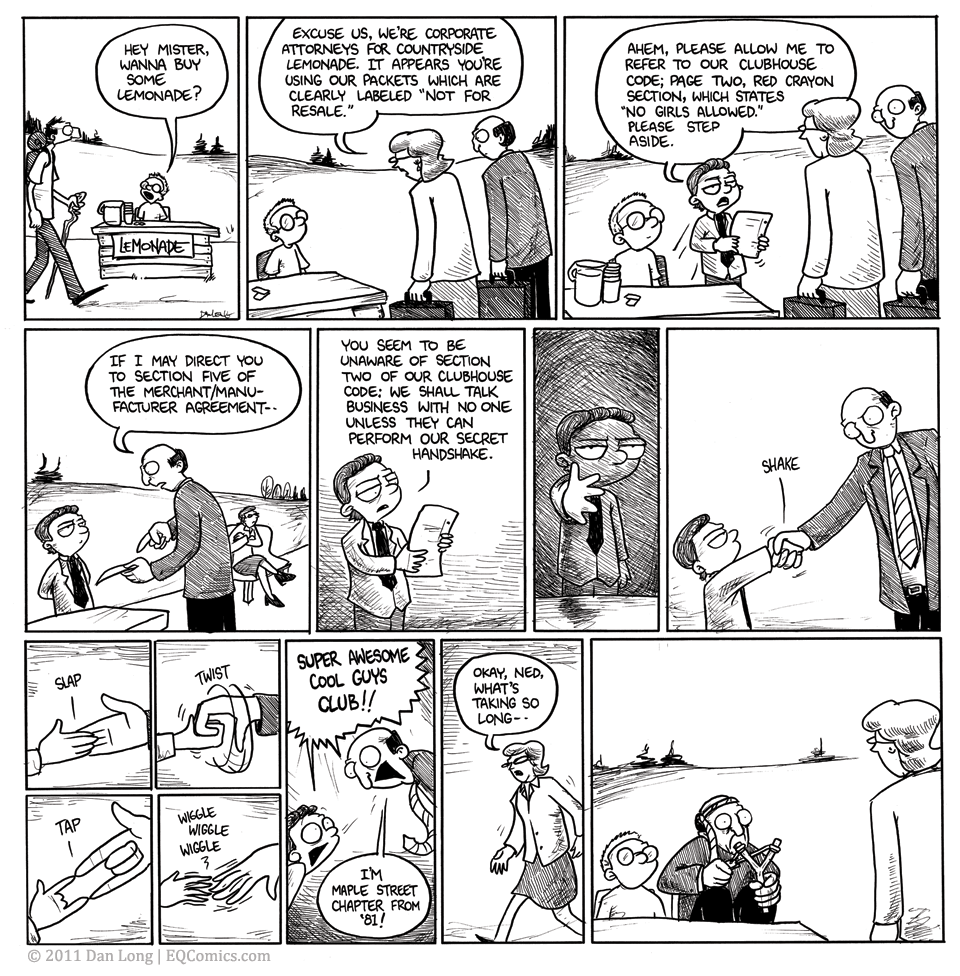 HEY MISTER,
WANNA BUY
SOME
LEMONADE?
LEMONADE
EXCUSE US, WE'RE CORPORATE
ATTORNEYS FOR COUNTRYSIDE
LEMONADE. IT APPEARS YOU'RE
USING OUR PACKETS WHICH ARE
CLEARLY LABELED "NOT FOR
RESALE."
AHEM, PLEASE ALLOW ME TO
REFER TO OUR CLUBHOUSE
CODE; PAGE TWO, RED CRAYON
SECTION, WHICH STATES
"NO GIRLS ALLOWED."
PLEASE STEP
ASIDE.
IF I MAY DIRECT YOU
TO SECTION FIVE OF
THE MERCHANT/MANU-
FACTURER AGREEMENT--
YOU SEEM TO BE
UNAWARE OF SECTION
TWO OF OUR CLUBHOUSE
CODE; WE SHALL TALK
BUSINESS WITH NO ONE
UNLESS THEY CAN
PERFORM OUR SECRET
HANDSHAKE.
SHAKE
SLAP
TWIST
TAP
WIGGLE
WIGGLE
WIGGLE
SUPER AWESOME
COOL GUYS
CLUB!!
I'M
MAPLE STREET
CHAPTER FROM
'81!
OKAY, NED,
WHAT'S
TAKING SO
LONG--
© 2011 Dan Long | EQComics.com